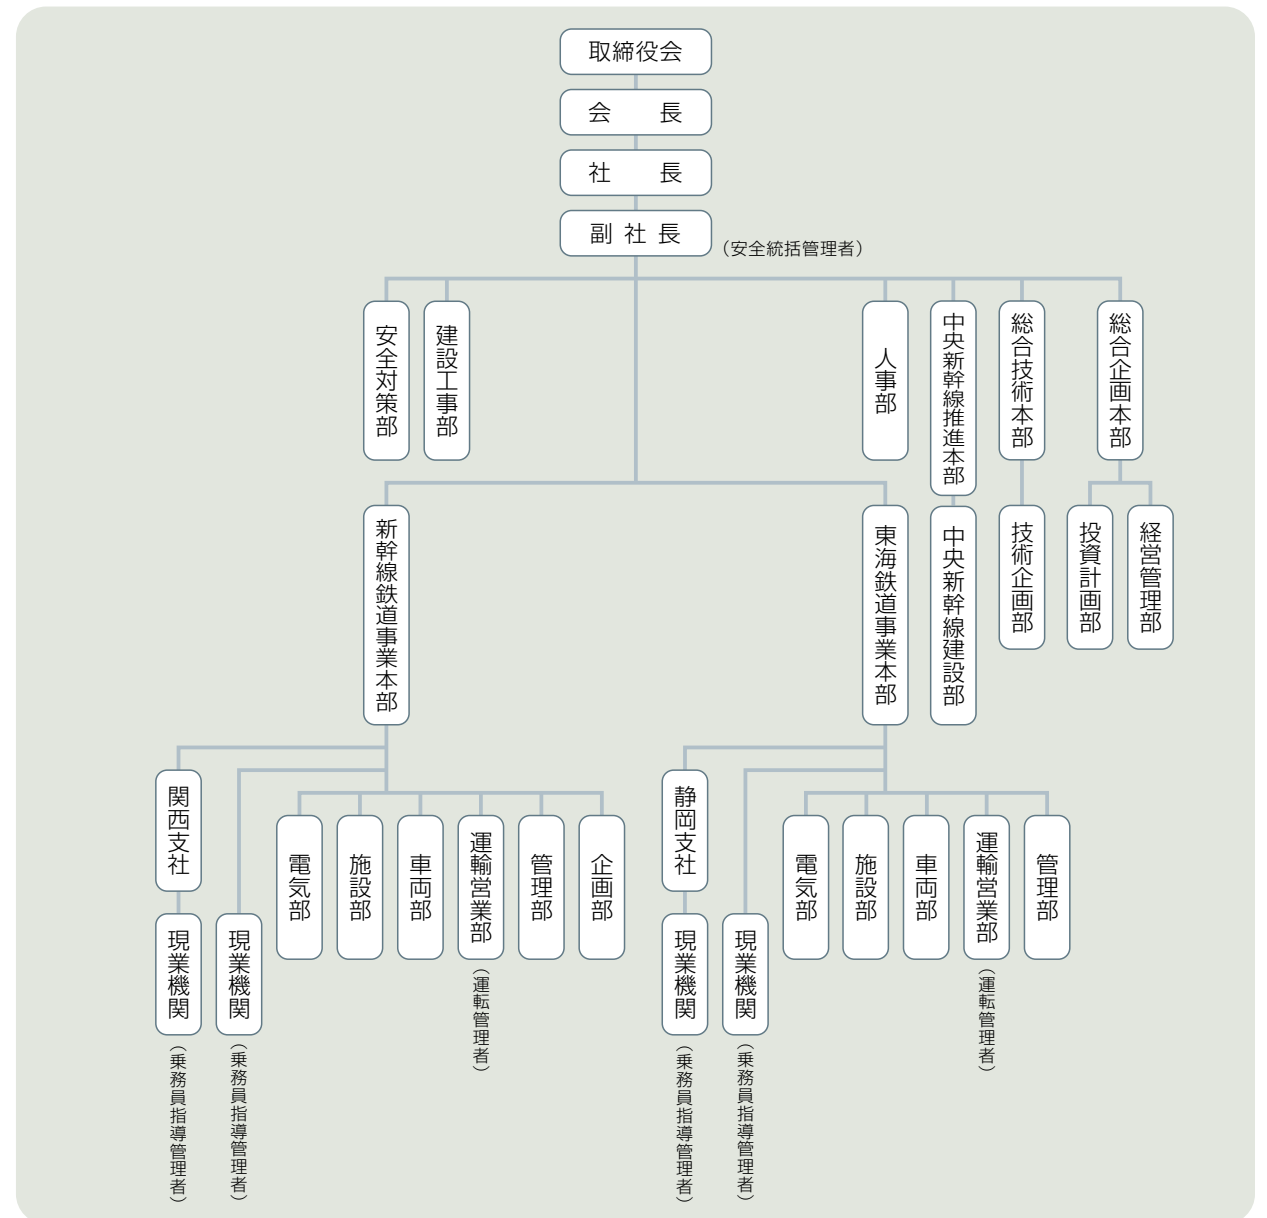 取締役会
会　長
社　長
副社長
（安全統括管理者）
安全対策部
建設工事部
人事部
中央新幹線推進本部
総合技術本部
総合企画本部
新幹線鉄道事業本部
東海鉄道事業本部
中央新幹線建設部
技術企画部
投資計画部
経営管理部
関西支社
現業機関
（乗務員指導管理者）
現業機関
（乗務員指導管理者）
電気部
施設部
車両部
運輸営業部
（運転管理者）
管理部
企画部
静岡支社
現業機関
（乗務員指導管理者）
現業機関
（乗務員指導管理者）
電気部
施設部
車両部
運輸営業部
（運転管理者）
管理部